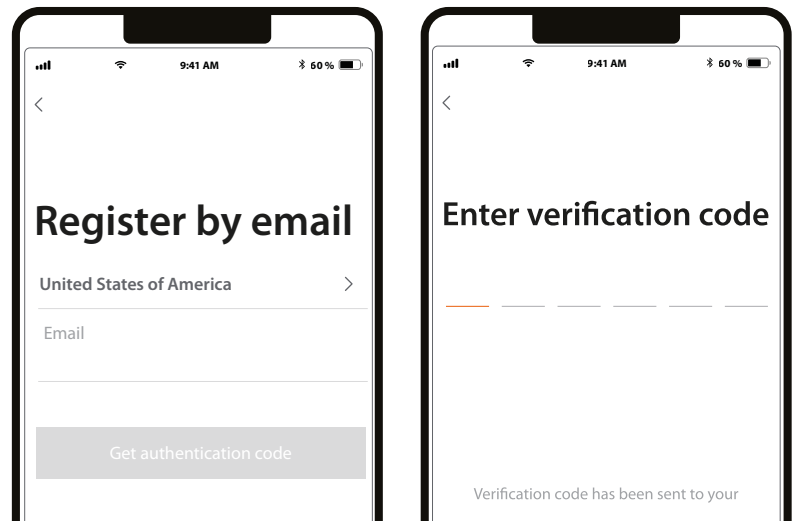 9:41 AM 60 %
Register by email
United States of America
Email
Get authentication code
9:41 AM 60 %
Enter verification code
Verification code has been sent to your